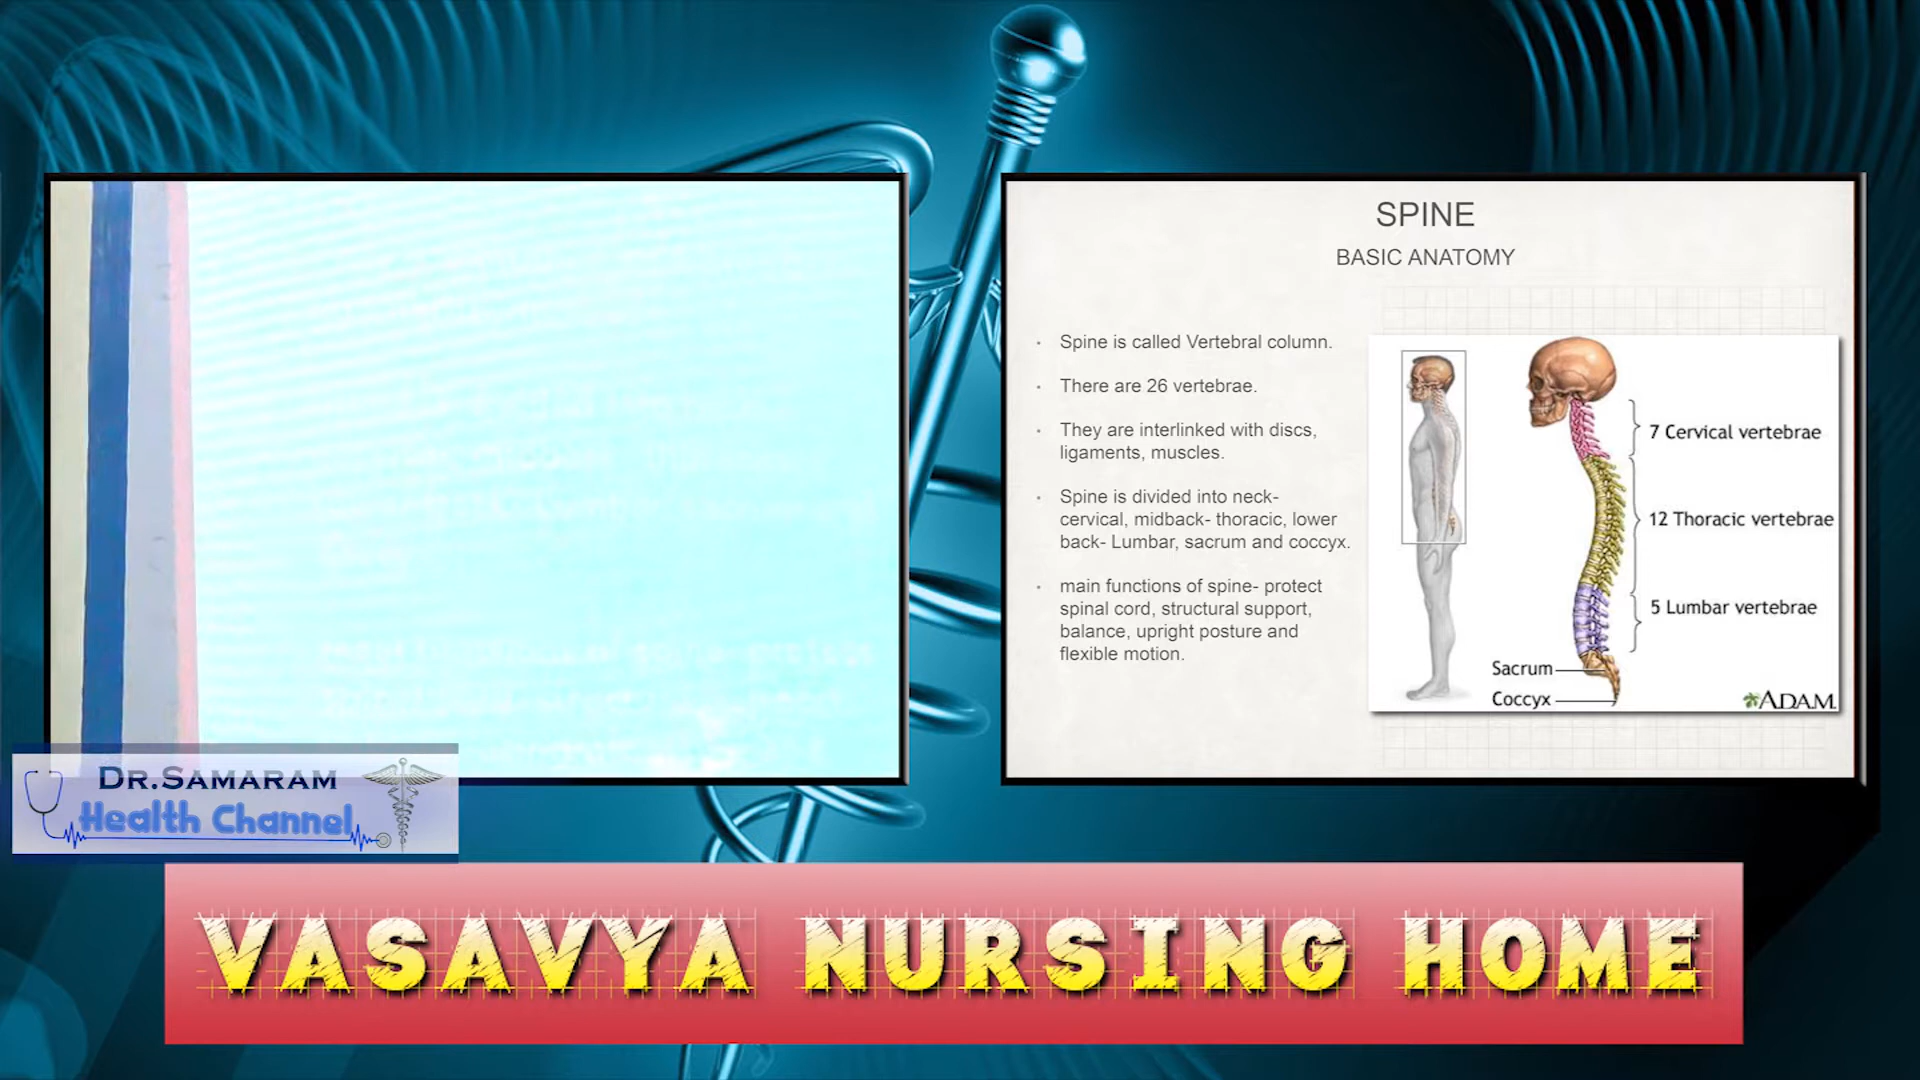 SPINE
BASIC ANATOMY
• Spine is called Vertebral column.
• There are 26 vertebrae.
• They are interlinked with discs,
ligaments, muscles.
• Spine is divided into neck-
cervical, midback- thoracic, lower
back- Lumbar, sacrum and coccyx.
• main functions of spine- protect
spinal cord, structural support,
balance, upright posture and
flexible motion.
7 Cervical vertebrae
12 Thoracic vertebrae
5 Lumbar vertebrae
Sacrum
Coccyx
ADAM.
DR.SAMARAM
Health Channel
VASAVYA NURSING HOME